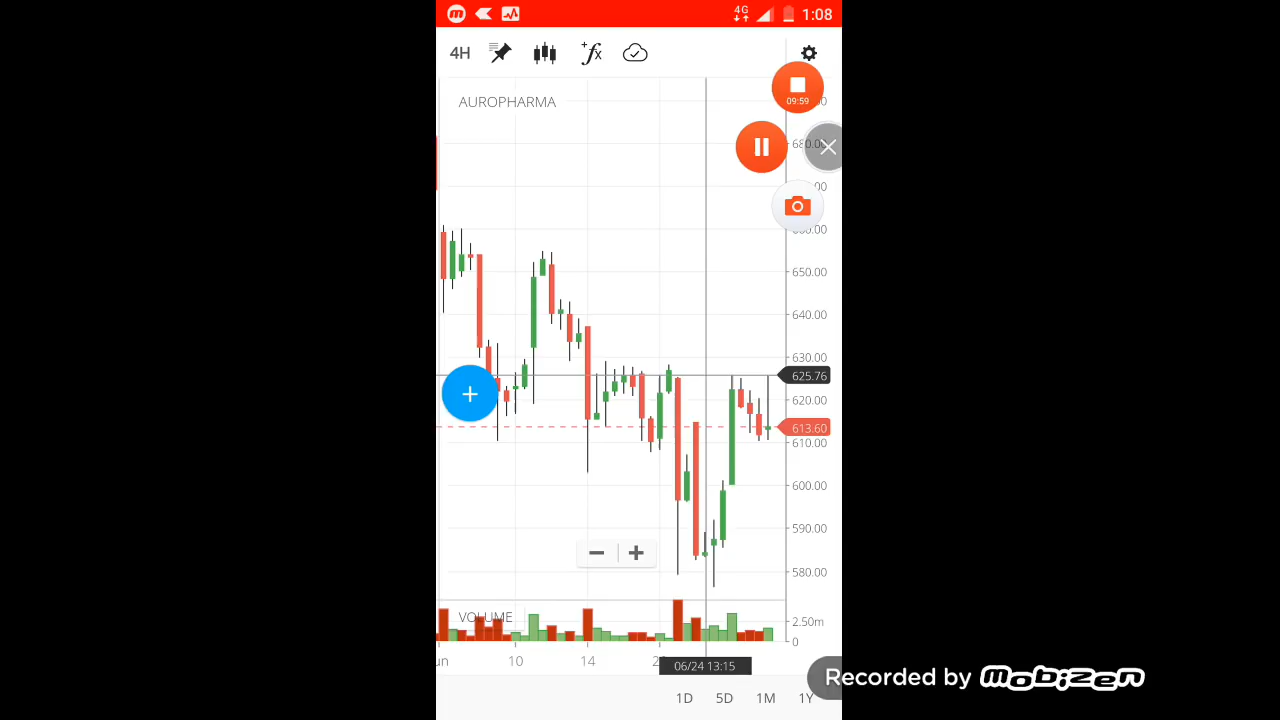 4G 1:08
4H
AUROPHARMA
09:59
650.00
640.00
630.00
625.76
620.00
613.60
610.00
600.00
590.00
580.00
VOLUME
2.50m
0
10 14
06/24 13:15
1D 5D 1M 1Y
Recorded by mobizen